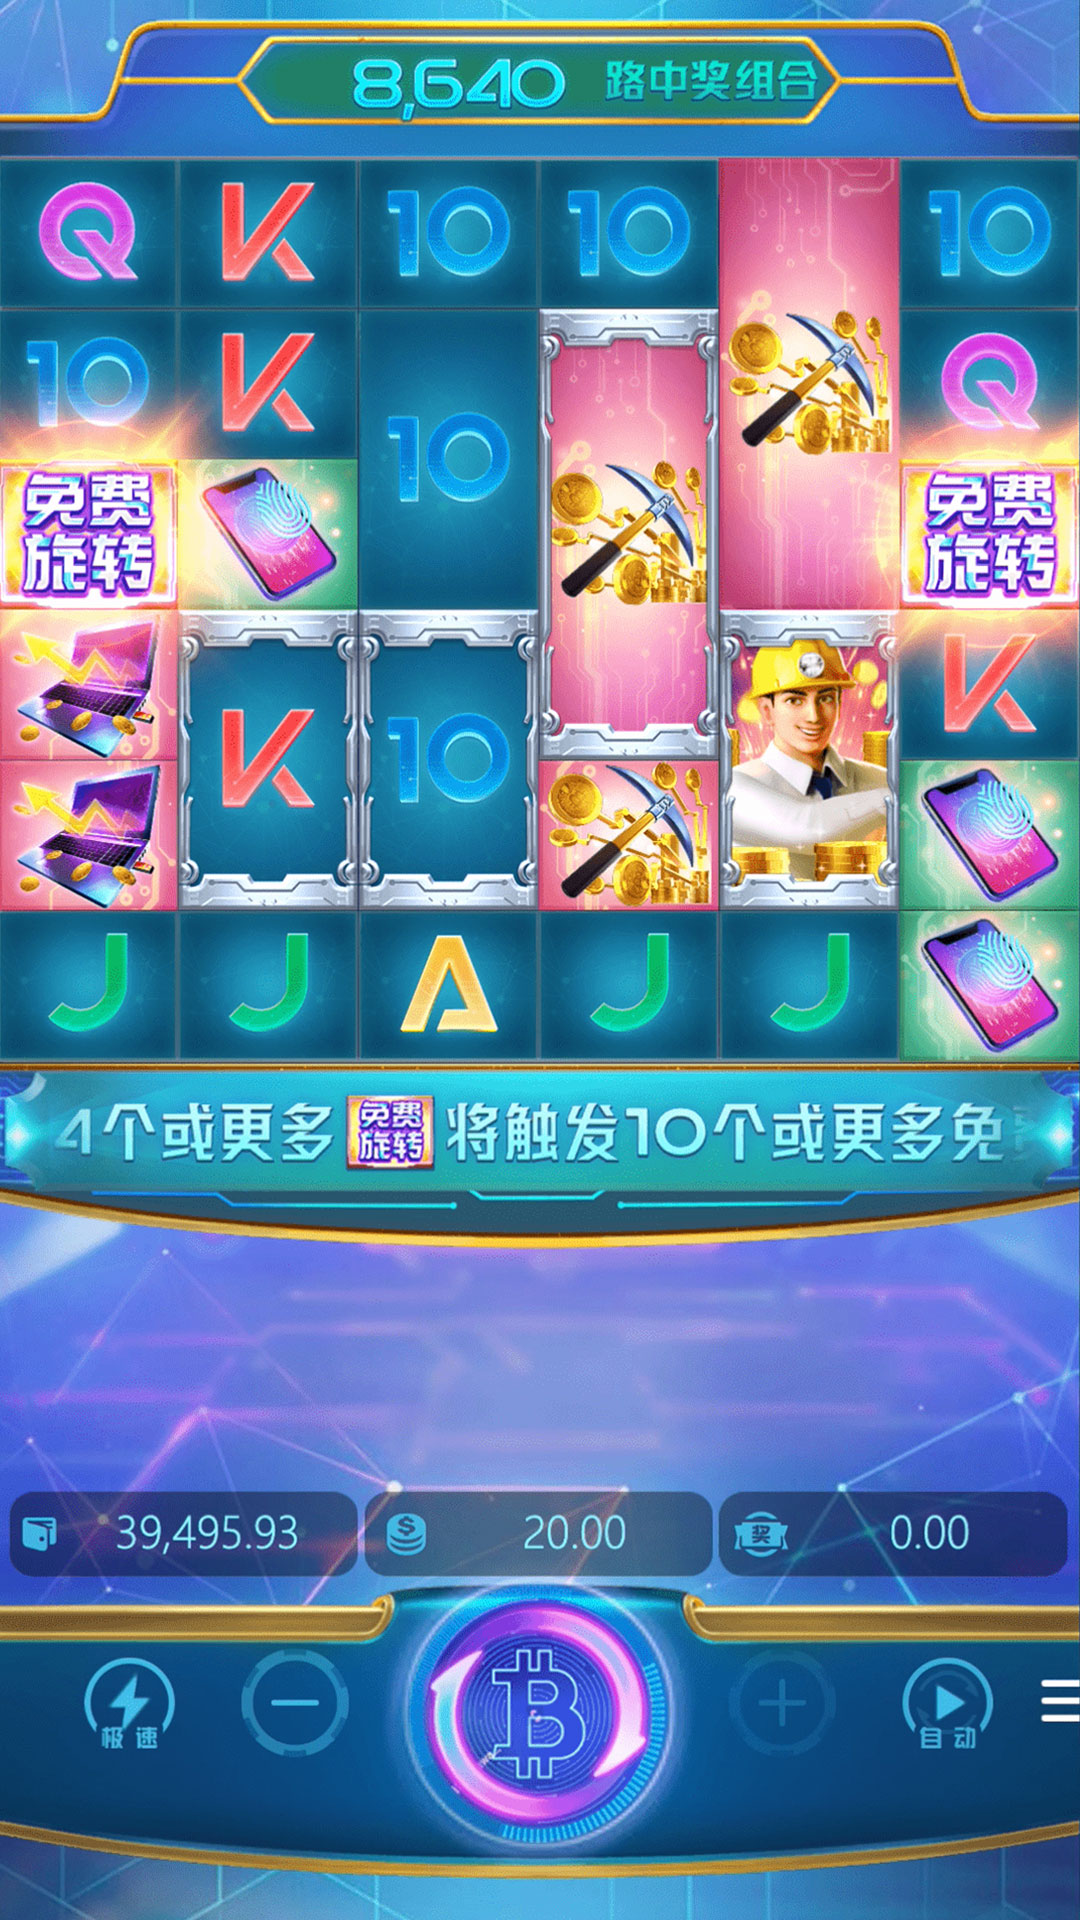 8,640 路中奖组合
Q K 10 10 10
10 K 10 Q
免费旋转 免费旋转
K 10 K
J J A J J
4个或更多 免费旋转 将触发10个或更多免费
39,495.93 20.00 奖 0.00
极速 自动